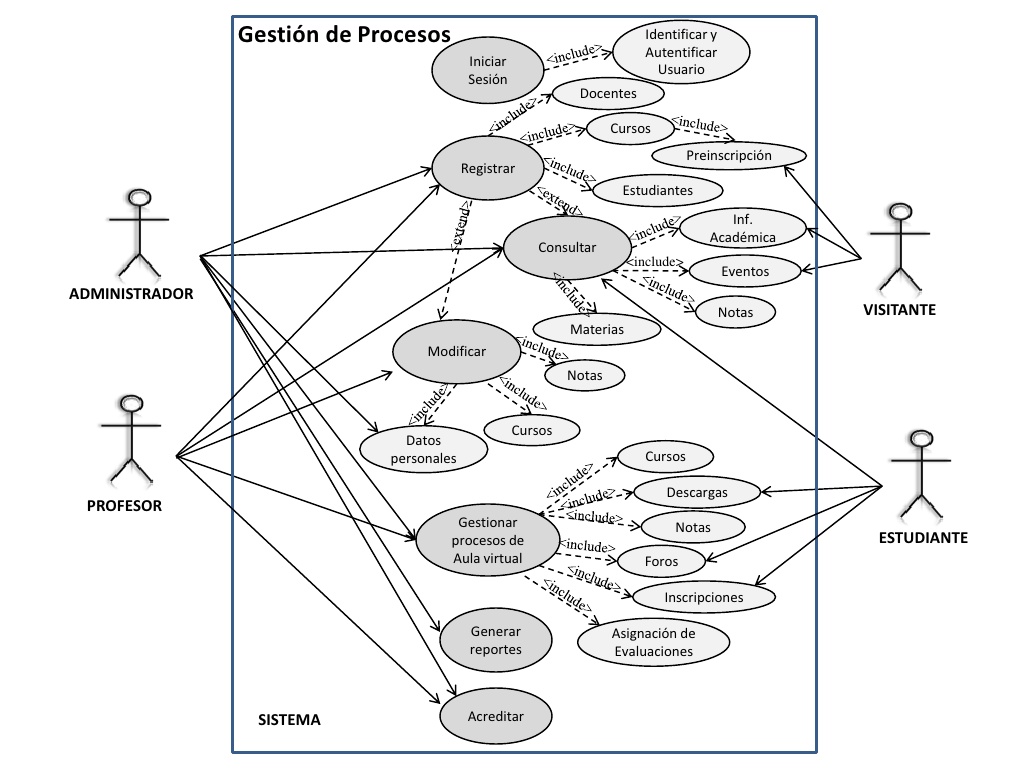 Gestión de Procesos
Iniciar
Sesión
<include>
Identificar y
Autentificar
Usuario
<include>
Docentes
<include>
Cursos
<include>
Preinscripción
Registrar
<include>
Estudiantes
<extend>
<extend>
Consultar
<include>
Inf.
Académica
<include>
Eventos
<include>
Notas
<include>
Materias
ADMINISTRADOR
VISITANTE
Modificar
<include>
Notas
<include>
Cursos
<include>
Datos
personales
PROFESOR
ESTUDIANTE
Gestionar
procesos de
Aula virtual
<include>
Cursos
<include>
Descargas
<include>
Notas
<include>
Foros
<include>
Inscripciones
<include>
Asignación de
Evaluaciones
Generar
reportes
Acreditar
SISTEMA